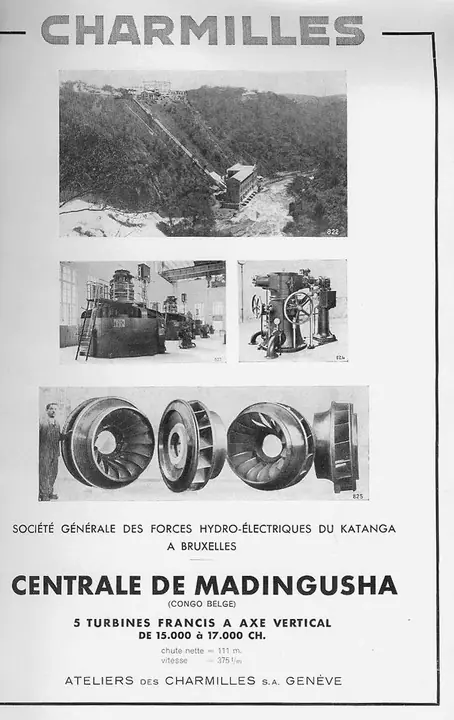 CHARMILLES
822
824
825
SOCIÉTÉ GÉNÉRALE DES FORCES HYDRO-ÉLECTRIQUES DU KATANGA
A BRUXELLES
CENTRALE DE MADINGUSHA
(CONGO BELGE)
5 TURBINES FRANCIS A AXE VERTICAL
DE 15.000 à 17.000 CH.
chute nette = 111 m.
vitesse = 375 t/m
ATELIERS DES CHARMILLES S.A. GENÈVE